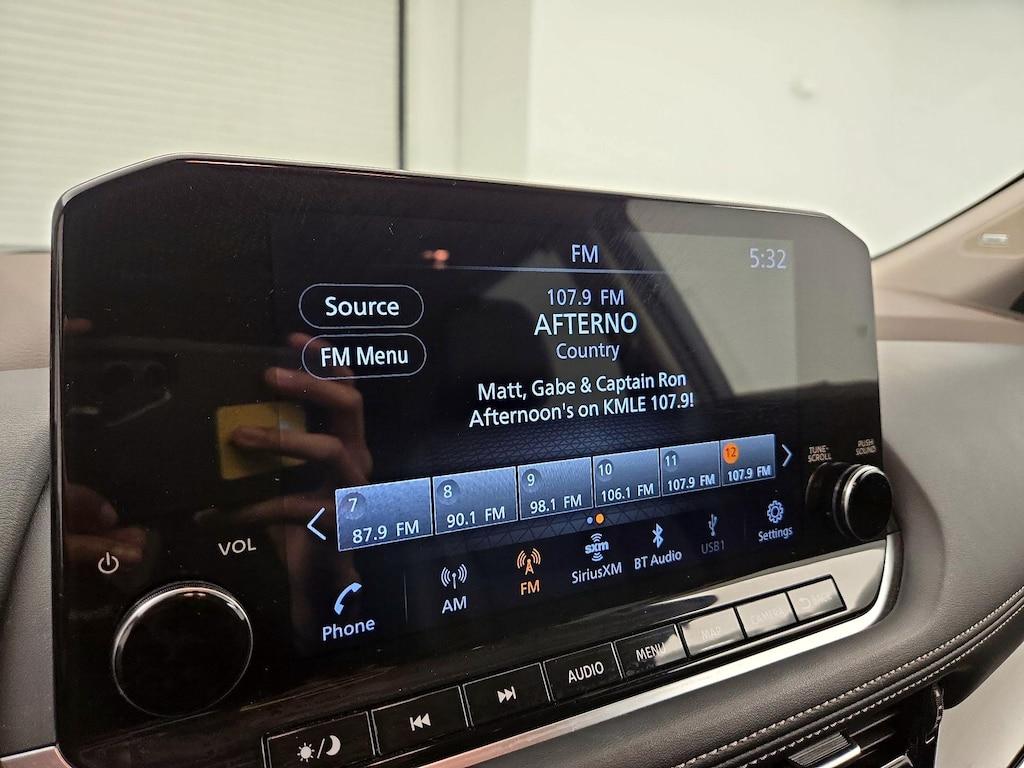 FM
5:32
Source
FM Menu
107.9 FM
AFTERNO
Country
Matt, Gabe & Captain Ron
Afternoon's on KMLE 107.9!
7
87.9 FM
8
90.1 FM
9
98.1 FM
10
106.1 FM
11
107.9 FM
12
107.9 FM
TUNE-
SCROLL
PUSH
SOUND
VOL
Phone
AM
FM
sxm
SiriusXM
BT Audio
USB1
Settings
AUDIO
MENU
MAP
CAMERA
BACK